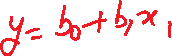 y = b₀ + b₁x₁